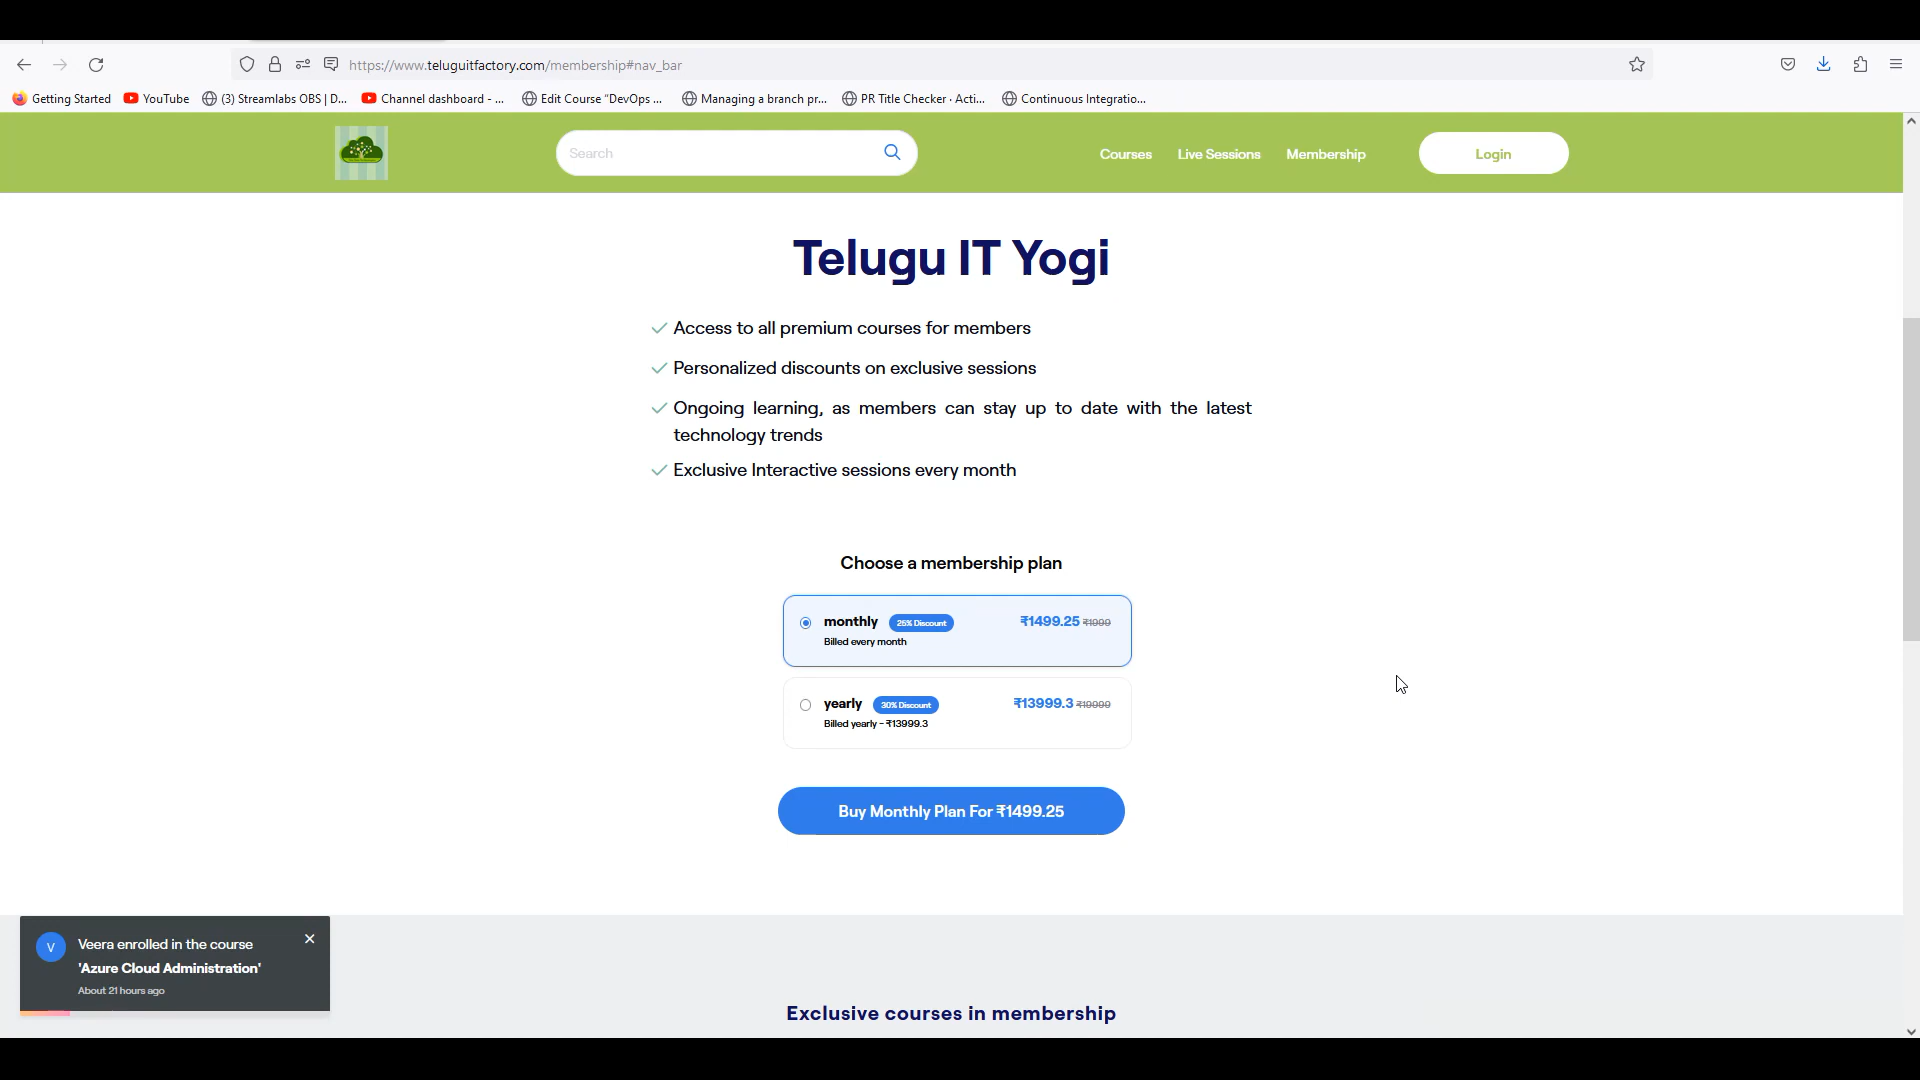 https://www.teluguitfactory.com/membership#nav_bar
Getting Started YouTube (3) Streamlabs OBS | D... Channel dashboard - ... Edit Course "DevOps ... Managing a branch pr... PR Title Checker · Acti... Continuous Integratio...
Search Courses Live Sessions Membership Login
Telugu IT Yogi
Access to all premium courses for members
Personalized discounts on exclusive sessions
Ongoing learning, as members can stay up to date with the latest
technology trends
Exclusive Interactive sessions every month
Choose a membership plan
monthly 25% Discount ₹1499.25 ₹1999
Billed every month
yearly 30% Discount ₹13999.3 ₹19999
Billed yearly - ₹13999.3
Buy Monthly Plan For ₹1499.25
V Veera enrolled in the course
'Azure Cloud Administration'
About 21 hours ago
Exclusive courses in membership